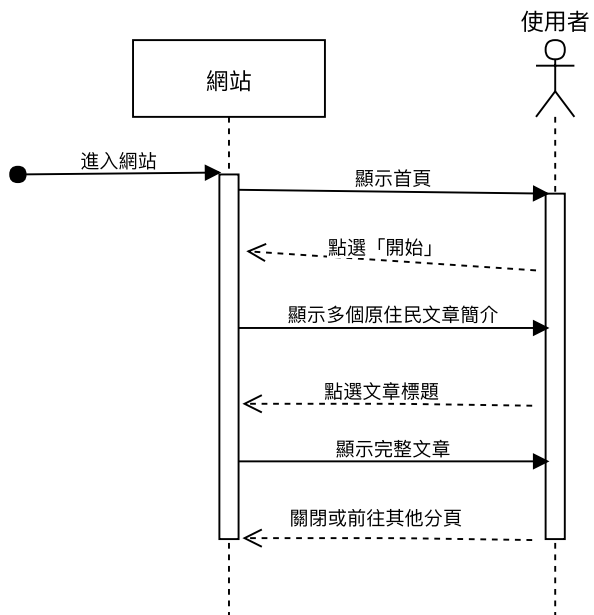 使用者
網站
進入網站
顯示首頁
點選「開始」
顯示多個原住民文章簡介
點選文章標題
顯示完整文章
關閉或前往其他分頁